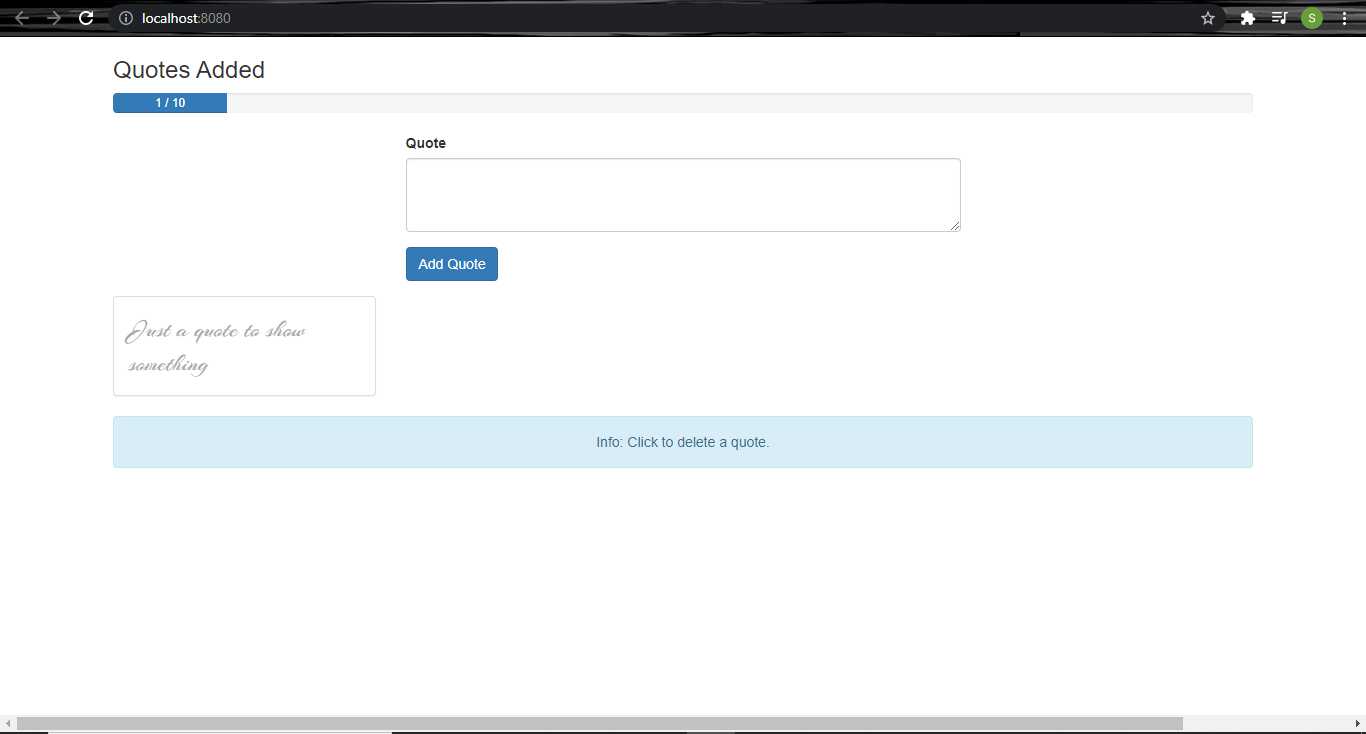 localhost:8080
S
Quotes Added
1 / 10
Quote
Add Quote
Just a quote to show
something
Info: Click to delete a quote.